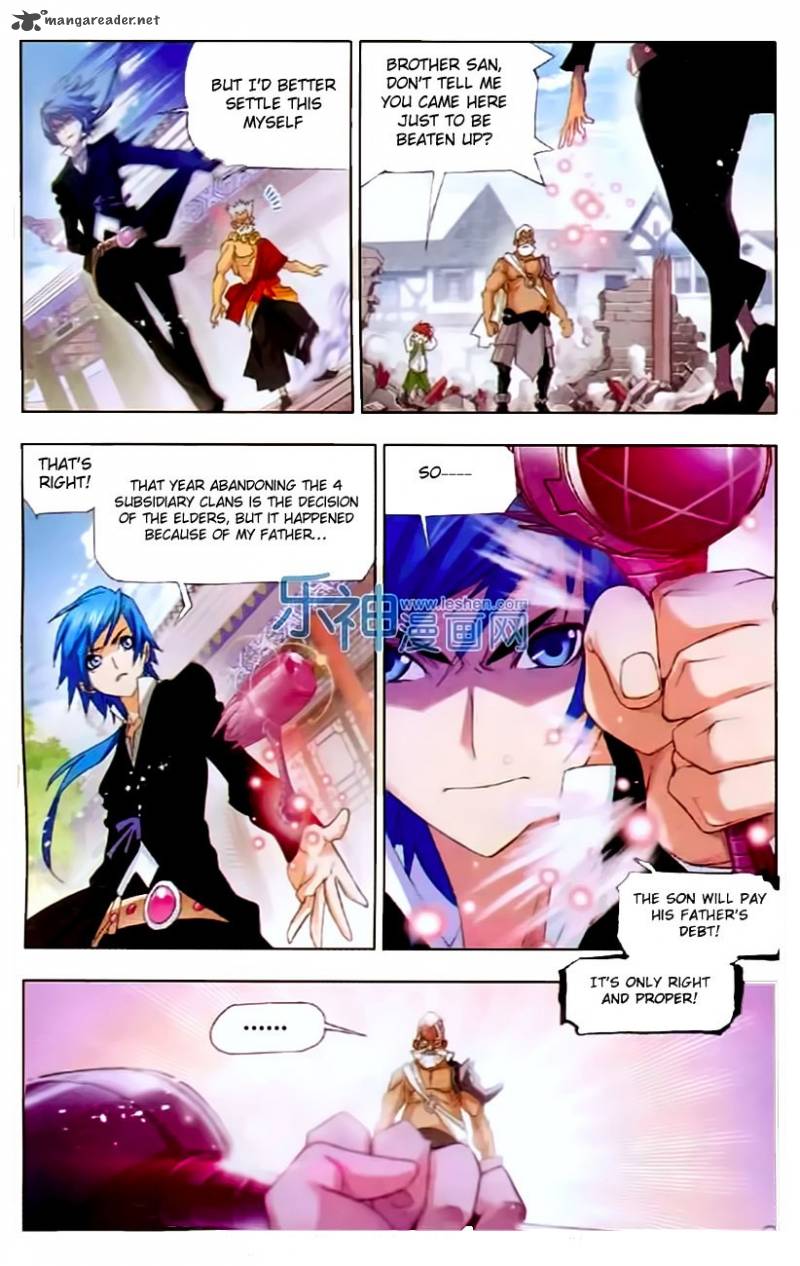 mangareader.net
BUT I'D BETTER
SETTLE THIS
MYSELF
BROTHER SAN,
DON'T TELL ME
YOU CAME HERE
JUST TO BE
BEATEN UP?
THAT'S
RIGHT!
THAT YEAR ABANDONING THE 4
SUBSIDIARY CLANS IS THE DECISION
OF THE ELDERS, BUT IT HAPPENED
BECAUSE OF MY FATHER...
SO----
乐神漫画网
www.leshen.com
THE SON WILL PAY
HIS FATHER'S
DEBT!
IT'S ONLY RIGHT
AND PROPER!
......